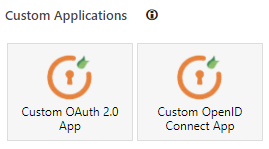 Custom Applications
Custom OAuth 2.0
App
Custom OpenID
Connect App